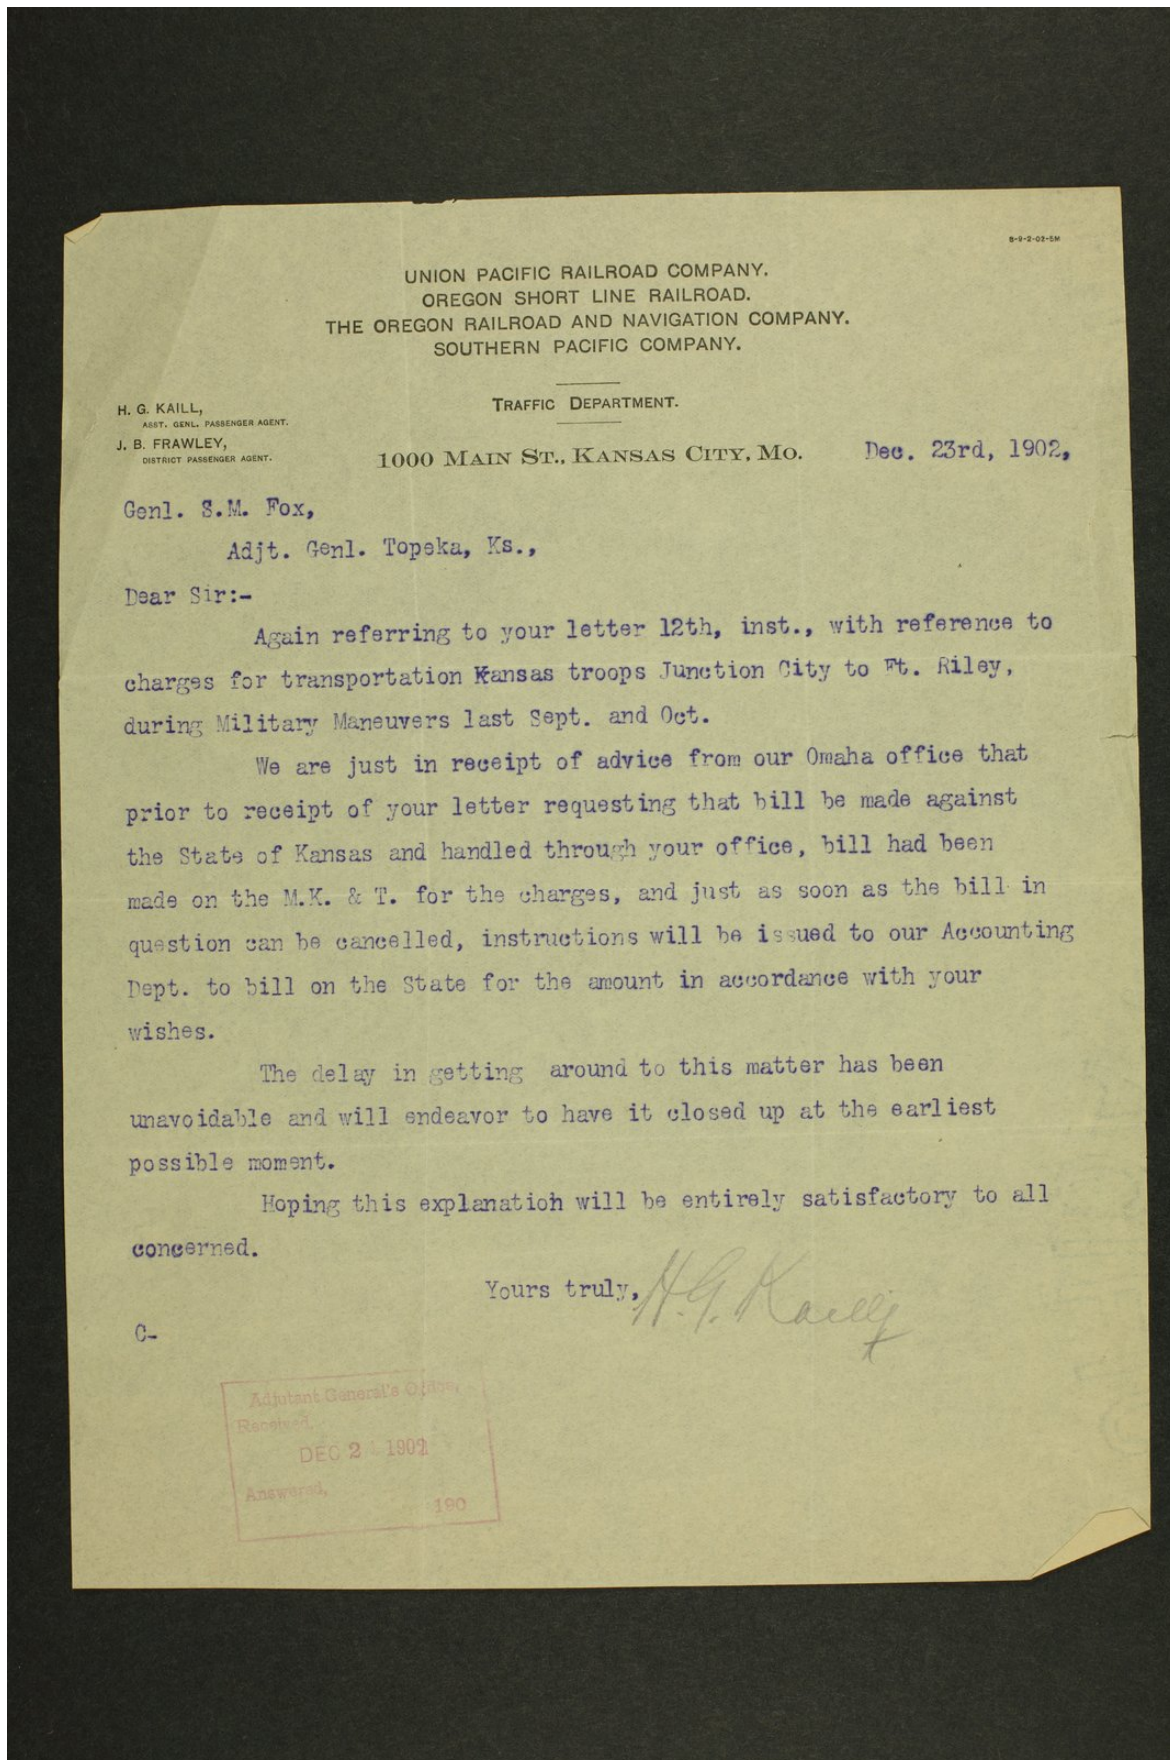 8-9-2-02-5M
UNION PACIFIC RAILROAD COMPANY.
OREGON SHORT LINE RAILROAD.
THE OREGON RAILROAD AND NAVIGATION COMPANY.
SOUTHERN PACIFIC COMPANY.
TRAFFIC DEPARTMENT.
H. G. KAILL,
ASST. GENL. PASSENGER AGENT.
J. B. FRAWLEY,
DISTRICT PASSENGER AGENT.
1000 MAIN ST., KANSAS CITY, MO. Dec. 23rd, 1902,
Genl. S.M. Fox,
Adjt. Genl. Topeka, Ks.,
Dear Sir:-
Again referring to your letter 12th, inst., with reference to
charges for transportation Kansas troops Junction City to Ft. Riley,
during Military Maneuvers last Sept. and Oct.
We are just in receipt of advice from our Omaha office that
prior to receipt of your letter requesting that bill be made against
the State of Kansas and handled through your office, bill had been
made on the M.K. & T. for the charges, and just as soon as the bill in
question can be cancelled, instructions will be issued to our Accounting
Dept. to bill on the State for the amount in accordance with your
wishes.
The delay in getting around to this matter has been
unavoidable and will endeavor to have it closed up at the earliest
possible moment.
Hoping this explanation will be entirely satisfactory to all
concerned.
Yours truly, H. G. Kaill
C-
Adjutant General's Office,
Received,
DEC 2 1902
Answered,
190